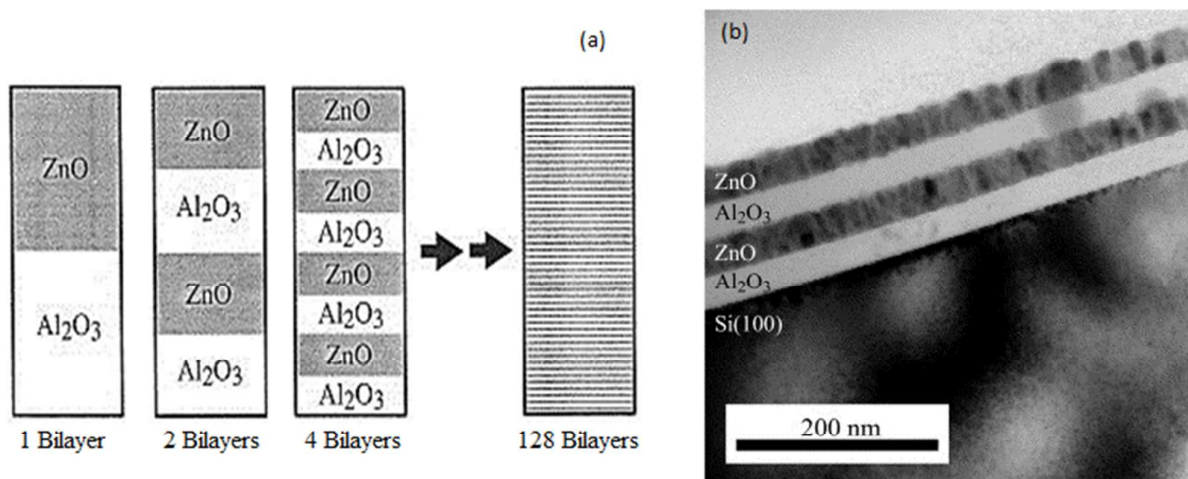 (a)
ZnO
Al₂O₃
1 Bilayer
ZnO
Al₂O₃
ZnO
Al₂O₃
2 Bilayers
ZnO
Al₂O₃
ZnO
Al₂O₃
ZnO
Al₂O₃
ZnO
Al₂O₃
4 Bilayers
128 Bilayers
(b)
ZnO
Al₂O₃
ZnO
Al₂O₃
Si(100)
200 nm